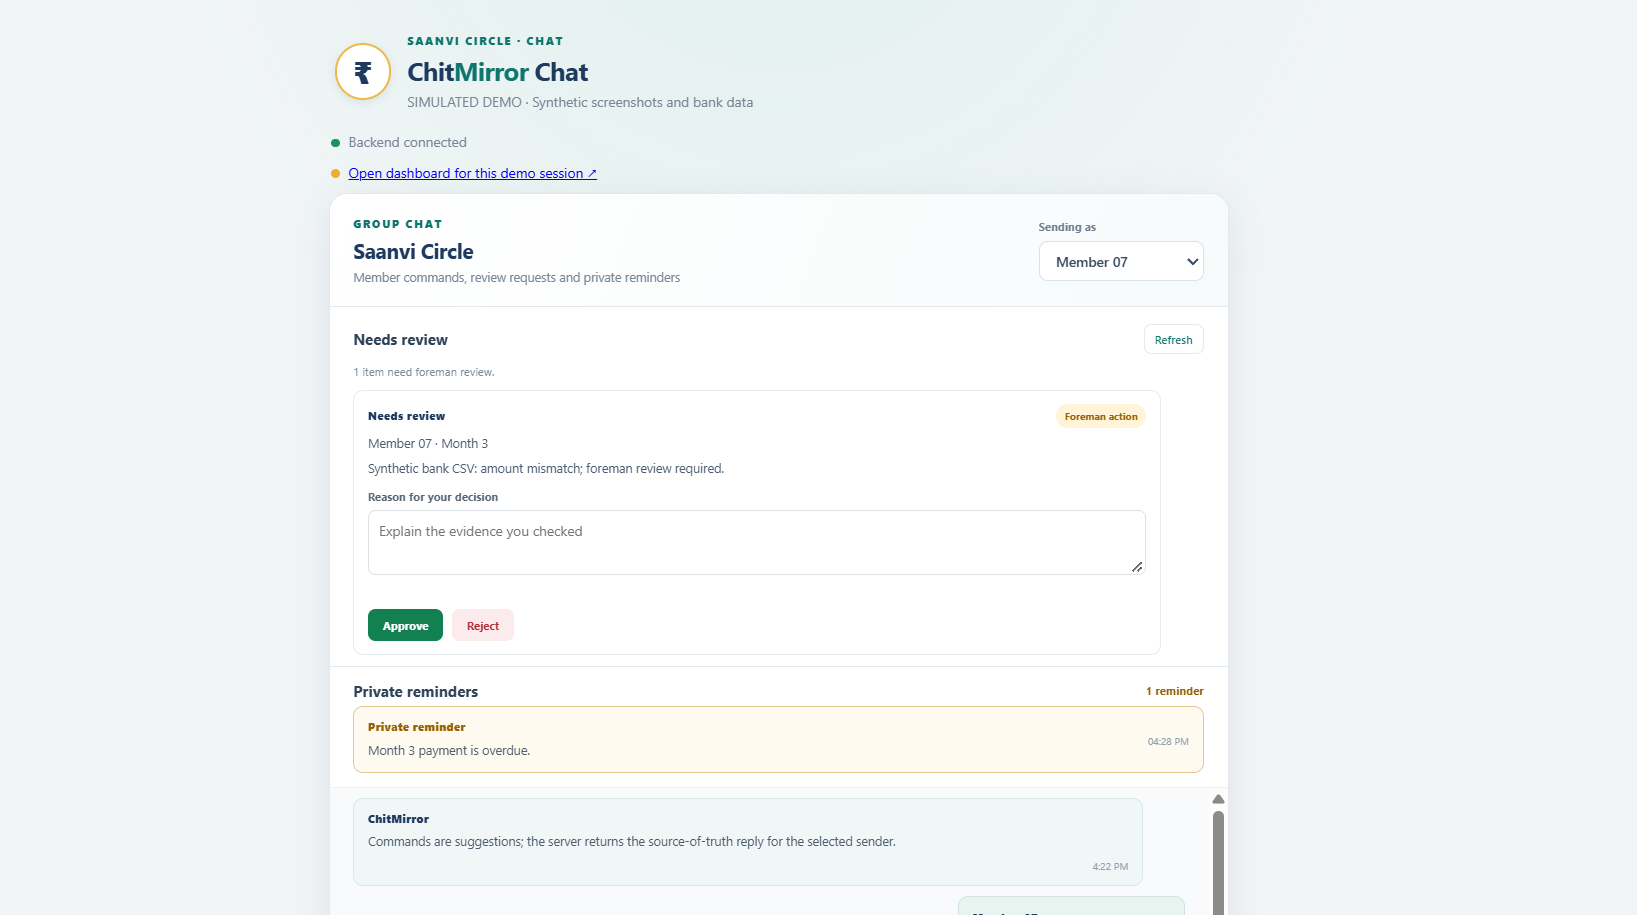 SAANVI CIRCLE · CHAT
₹
ChitMirror Chat
SIMULATED DEMO · Synthetic screenshots and bank data
Backend connected
Open dashboard for this demo session ↗
GROUP CHAT
Saanvi Circle
Member commands, review requests and private reminders
Sending as
Member 07
Needs review
Refresh
1 item need foreman review.
Needs review
Foreman action
Member 07 · Month 3
Synthetic bank CSV: amount mismatch; foreman review required.
Reason for your decision
Explain the evidence you checked
Approve
Reject
Private reminders
1 reminder
Private reminder
Month 3 payment is overdue.
04:28 PM
ChitMirror
Commands are suggestions; the server returns the source-of-truth reply for the selected sender.
4:22 PM